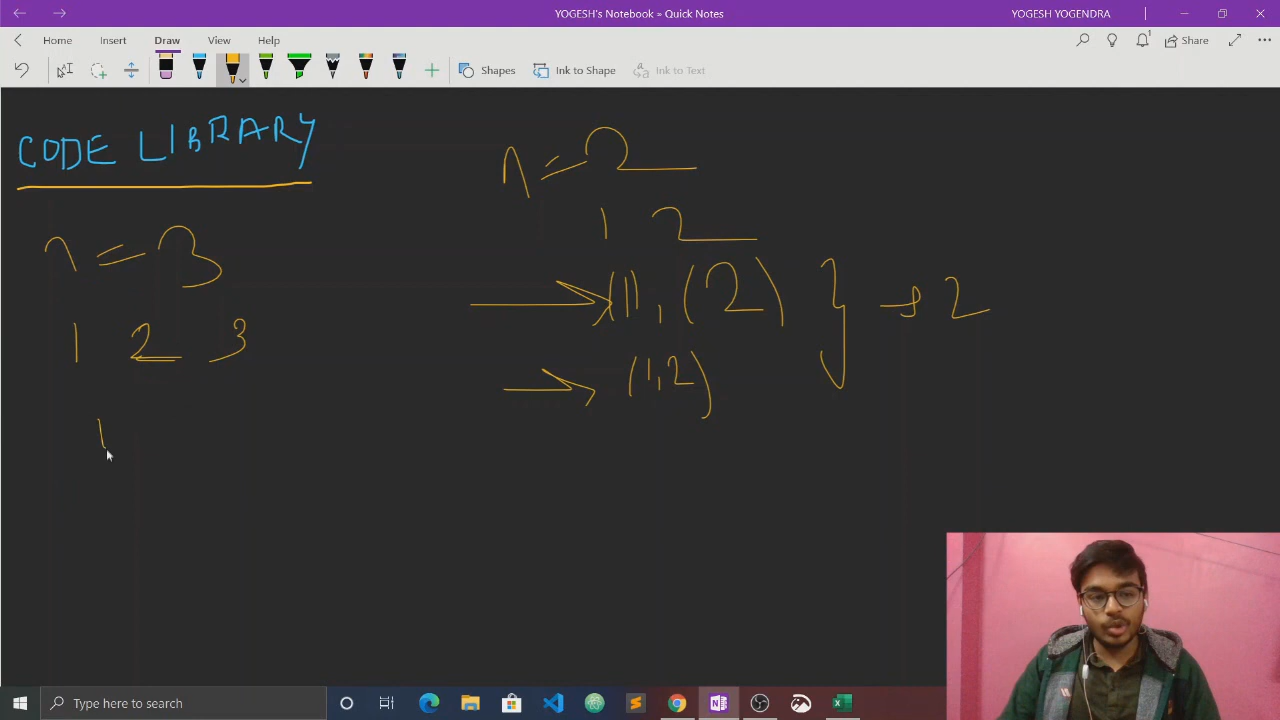 YOGESH's Notebook » Quick Notes
YOGESH YOGENDRA
Home Insert Draw View Help
Share
Shapes
Ink to Shape
Ink to Text
CODE LIBRARY
n = 3
1 2 3
1
n = 2
1 2
(1), (2) } → 2
→ (1,2)
Type here to search